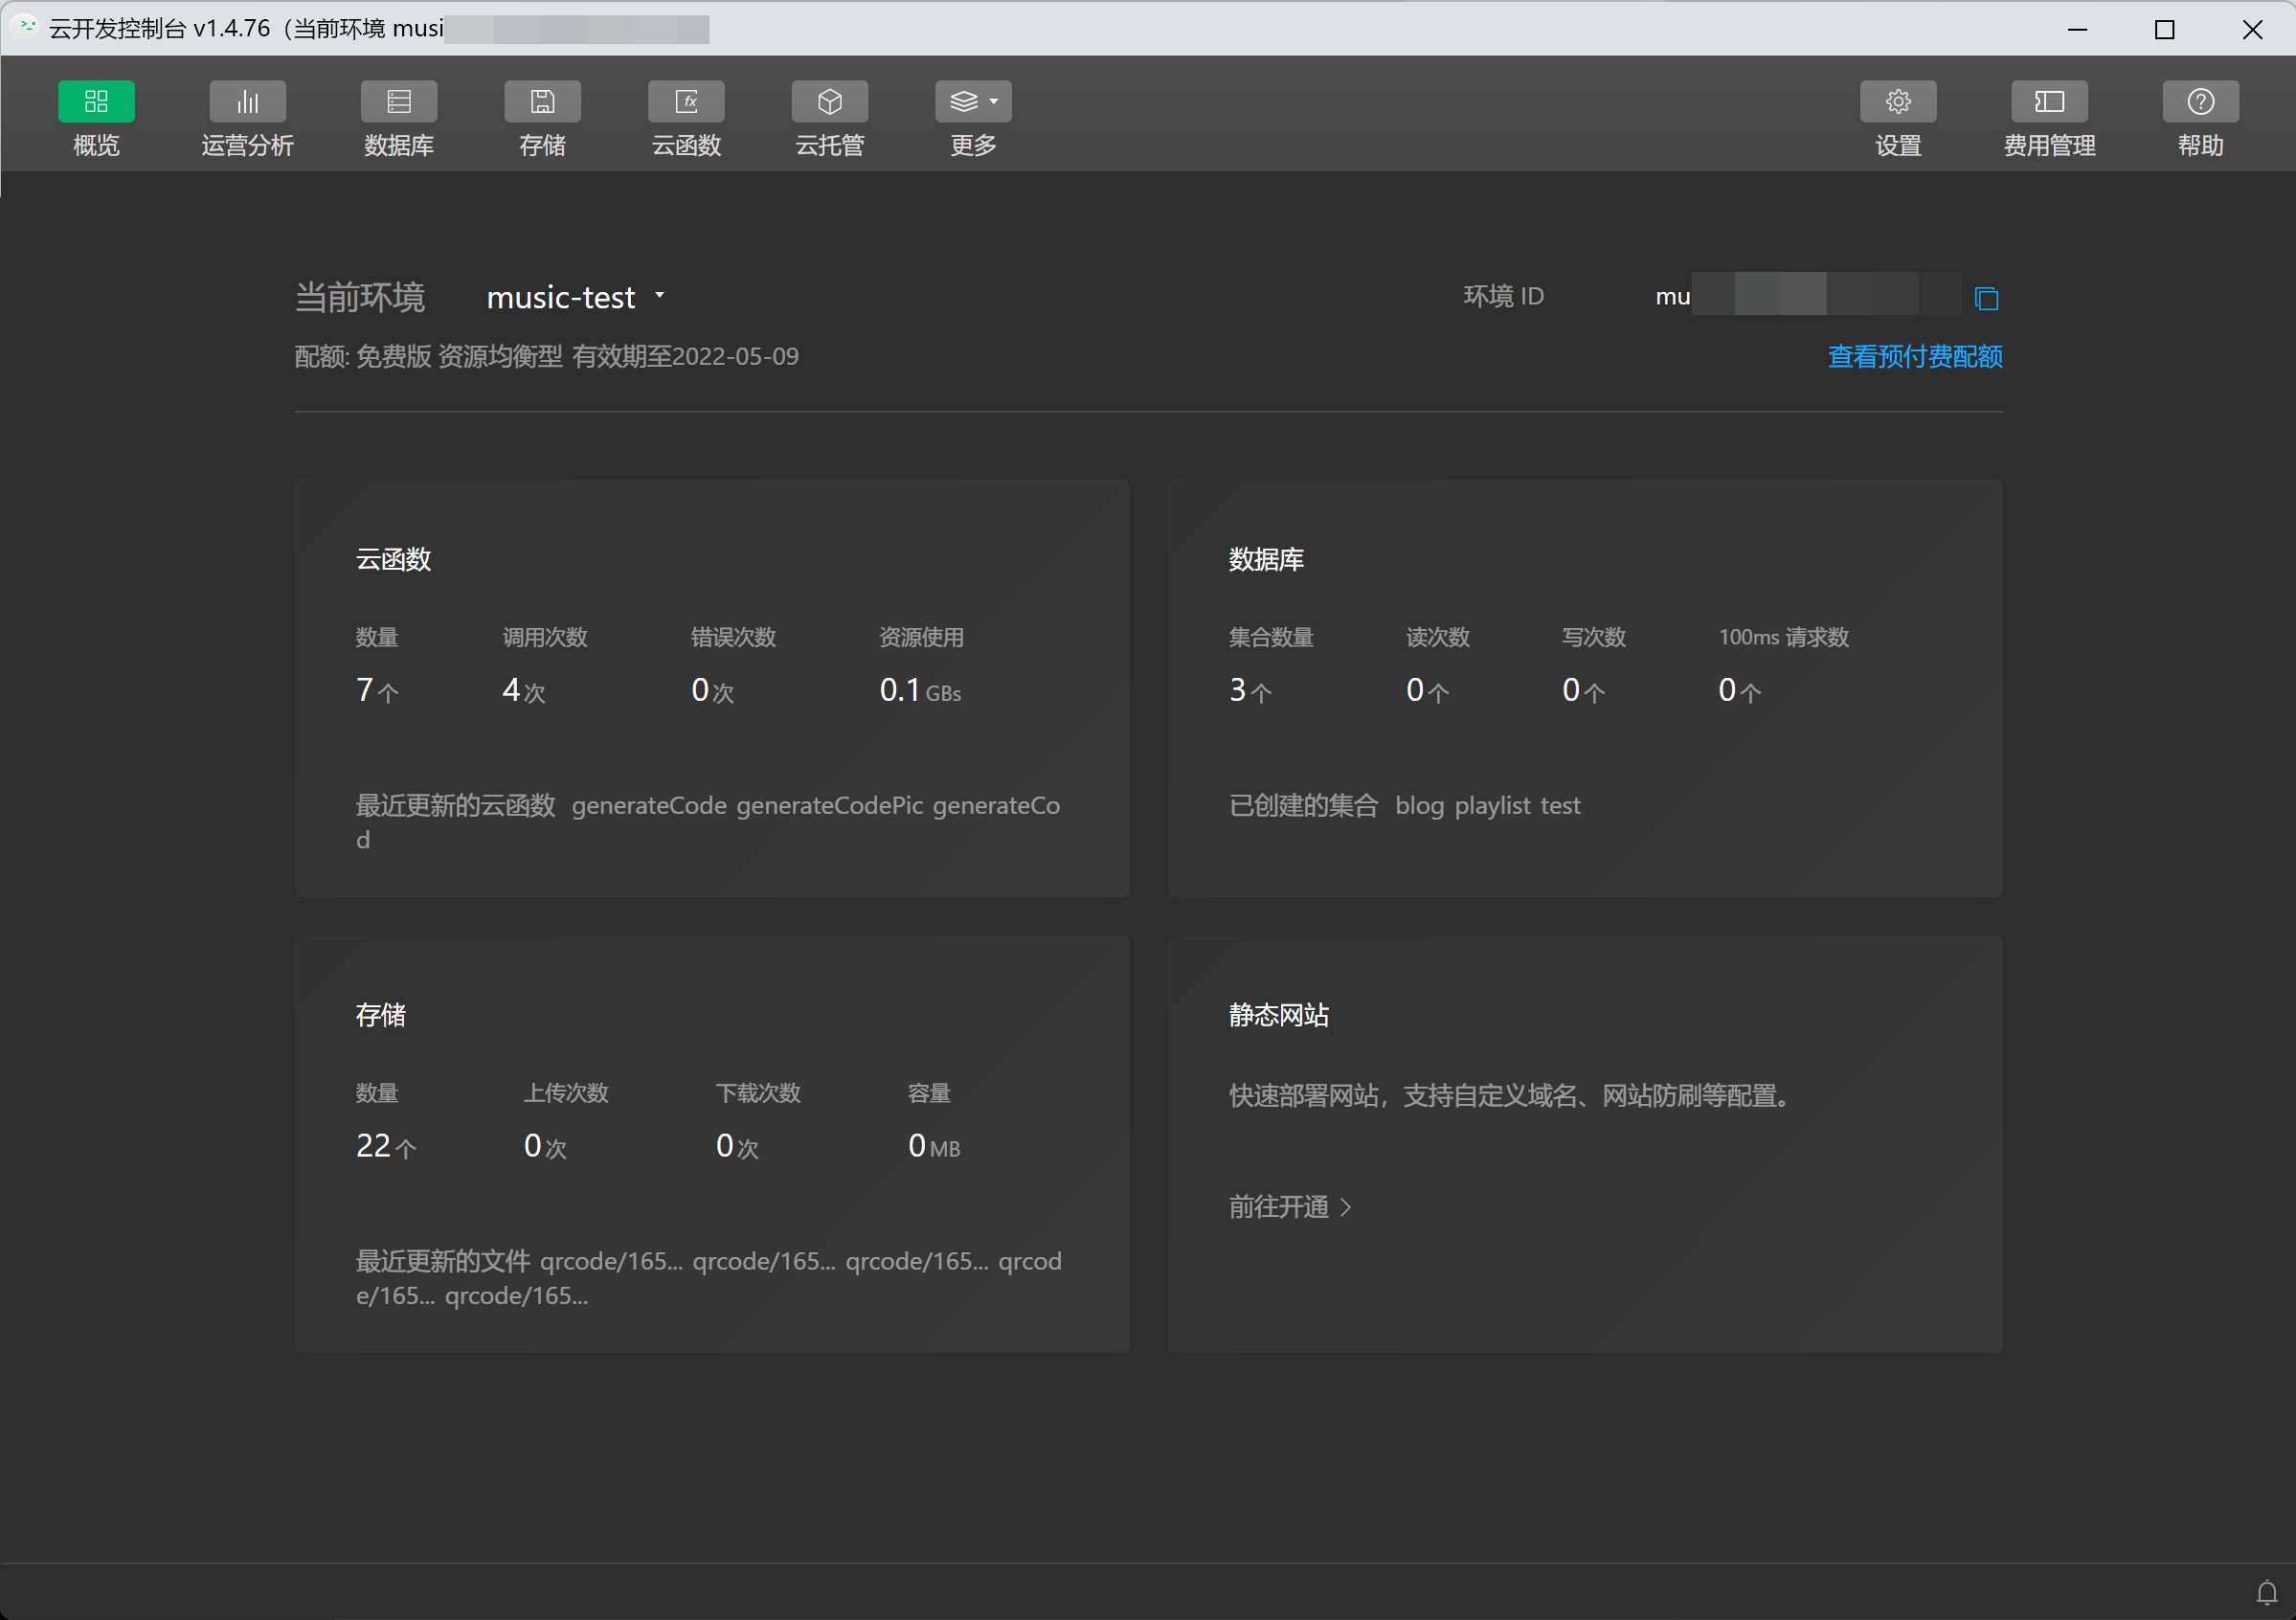 云开发控制台 v1.4.76（当前环境 musi
概览 运营分析 数据库 存储 云函数 云托管 更多 设置 费用管理 帮助
当前环境 music-test 环境 ID mu
配额: 免费版 资源均衡型 有效期至2022-05-09 查看预付费配额
云函数
数量 调用次数 错误次数 资源使用
7 个 4 次 0 次 0.1 GBs
最近更新的云函数 generateCode generateCodePic generateCo
d
数据库
集合数量 读次数 写次数 100ms 请求数
3 个 0 个 0 个 0 个
已创建的集合 blog playlist test
存储
数量 上传次数 下载次数 容量
22 个 0 次 0 次 0 MB
最近更新的文件 qrcode/165... qrcode/165... qrcode/165... qrcod
e/165... qrcode/165...
静态网站
快速部署网站，支持自定义域名、网站防刷等配置。
前往开通